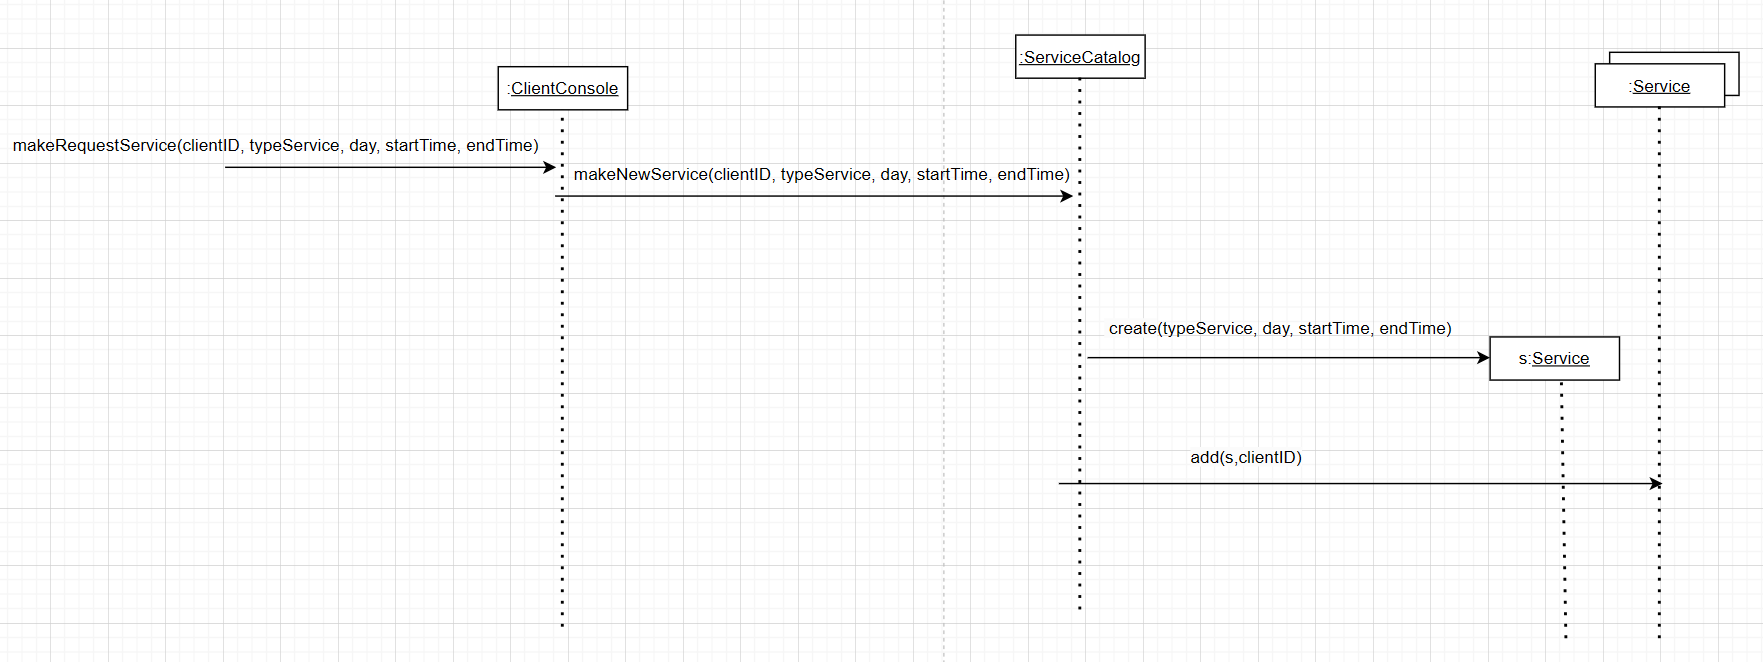 :ServiceCatalog
:ClientConsole
:Service
makeRequestService(clientID, typeService, day, startTime, endTime)
makeNewService(clientID, typeService, day, startTime, endTime)
create(typeService, day, startTime, endTime)
s:Service
add(s,clientID)